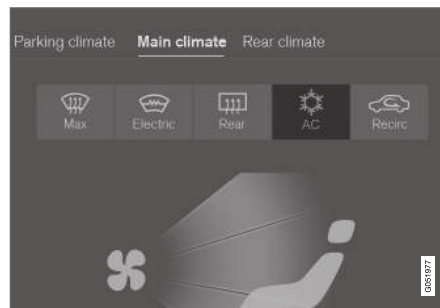 Parking climate Main climate Rear climate
Max Electric Rear AC Recirc
G051977